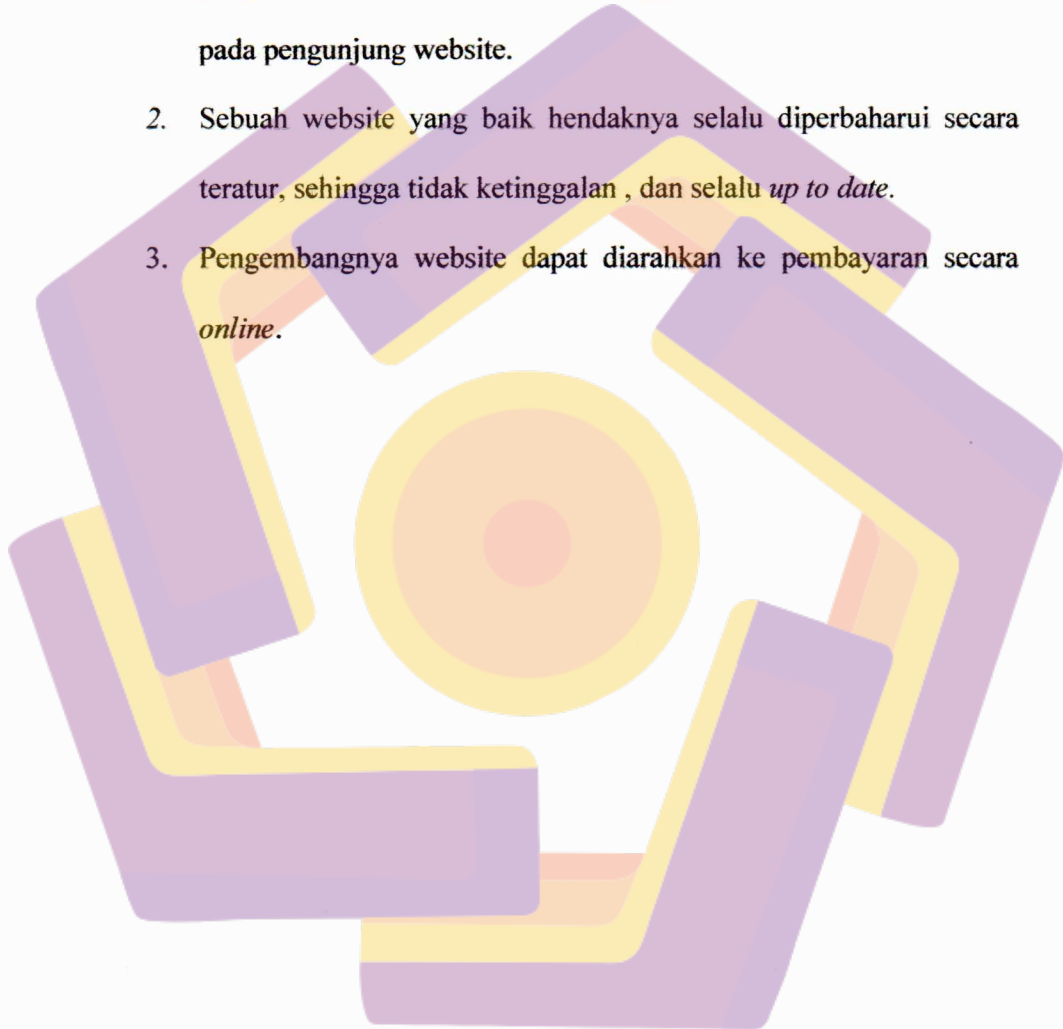 pada pengunjung website.
2. Sebuah website yang baik hendaknya selalu diperbaharui secara
teratur, sehingga tidak ketinggalan , dan selalu up to date.
3. Pengembangnya website dapat diarahkan ke pembayaran secara
online.